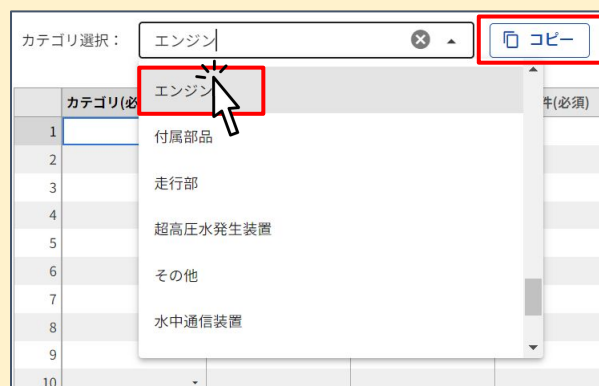 カテゴリ選択： エンジン コピー
エンジン
カテゴリ(必 件(必須)
1
付属部品
2
走行部
3
4
超高圧水発生装置
5
その他
6
7
水中通信装置
8
9
10